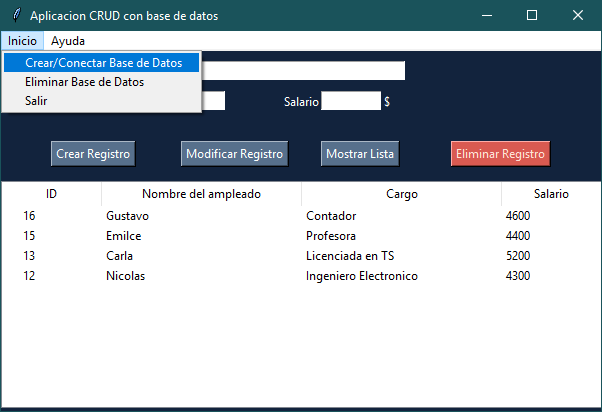 Aplicacion CRUD con base de datos
Inicio Ayuda
Crear/Conectar Base de Datos
Eliminar Base de Datos
Salir
Salario $
Crear Registro Modificar Registro Mostrar Lista Eliminar Registro
ID Nombre del ampleado Cargo Salario
16 Gustavo Contador 4600
15 Emilce Profesora 4400
13 Carla Licenciada en TS 5200
12 Nicolas Ingeniero Electronico 4300